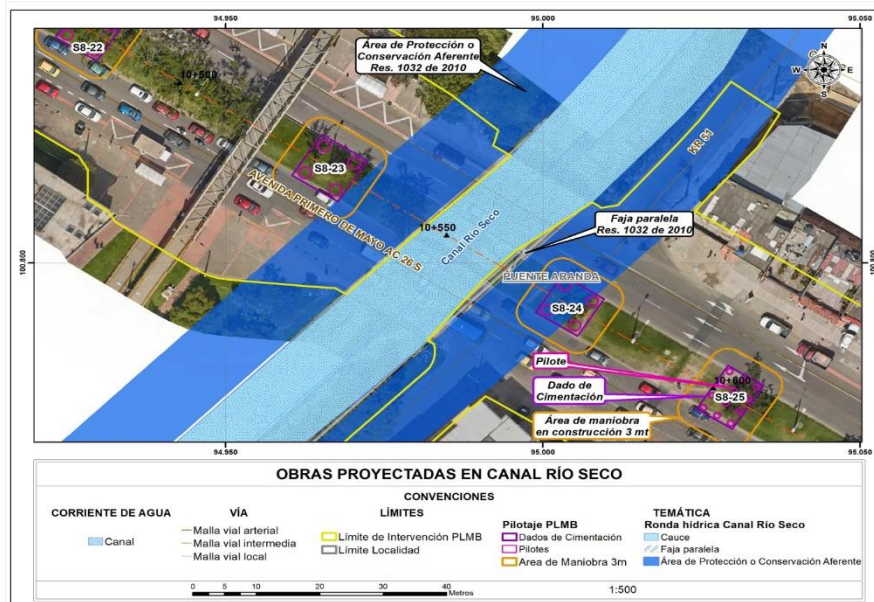 94.950
95.000
95.050
S8-22
Área de Protección o
Conservación Aferente
Res. 1032 de 2010
N
W
E
S
10+500
S8-23
KR 51
AVENIDA PRIMERO DE MAYO AC 26 S
Faja paralela
Res. 1032 de 2010
10+550
Canal Río Seco
100.800
100.800
PUENTE ARANDA
S8-24
Pilote
10+600
Dado de
Cimentación
S8-25
Área de maniobra
en construcción 3 mt
94.950
95.000
95.050
OBRAS PROYECTADAS EN CANAL RÍO SECO
CONVENCIONES
CORRIENTE DE AGUA
Canal
VÍA
Malla vial arterial
Malla vial intermedia
Malla vial local
LÍMITES
Límite de Intervención PLMB
Límite Localidad
Pilotaje PLMB
Dados de Cimentación
Pilotes
Area de Maniobra 3m
TEMÁTICA
Ronda hídrica Canal Río Seco
Cauce
Faja paralela
Área de Protección o Conservación Aferente
0 5 10 20 30 40
Metros
1:500